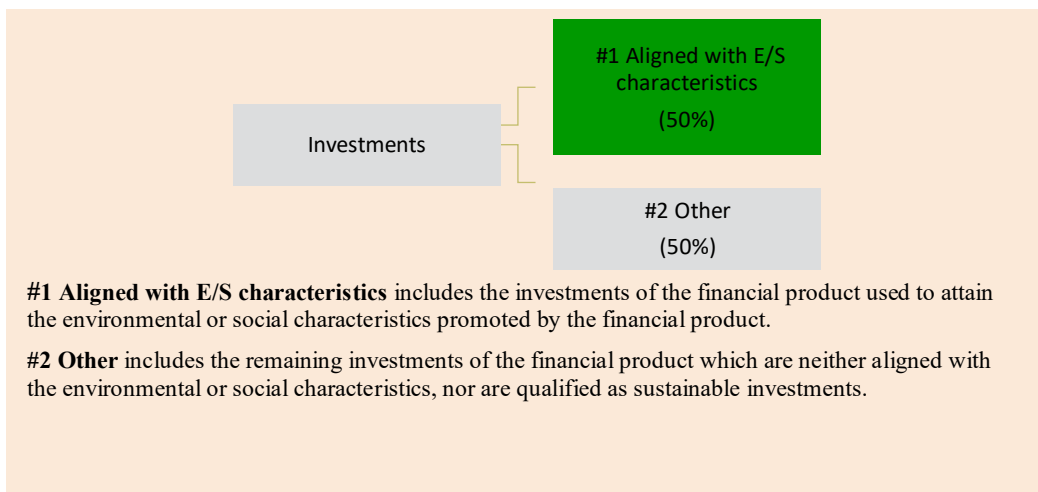 #1 Aligned with E/S
characteristics
(50%)
Investments
#2 Other
(50%)
#1 Aligned with E/S characteristics includes the investments of the financial product used to attain
the environmental or social characteristics promoted by the financial product.
#2 Other includes the remaining investments of the financial product which are neither aligned with
the environmental or social characteristics, nor are qualified as sustainable investments.